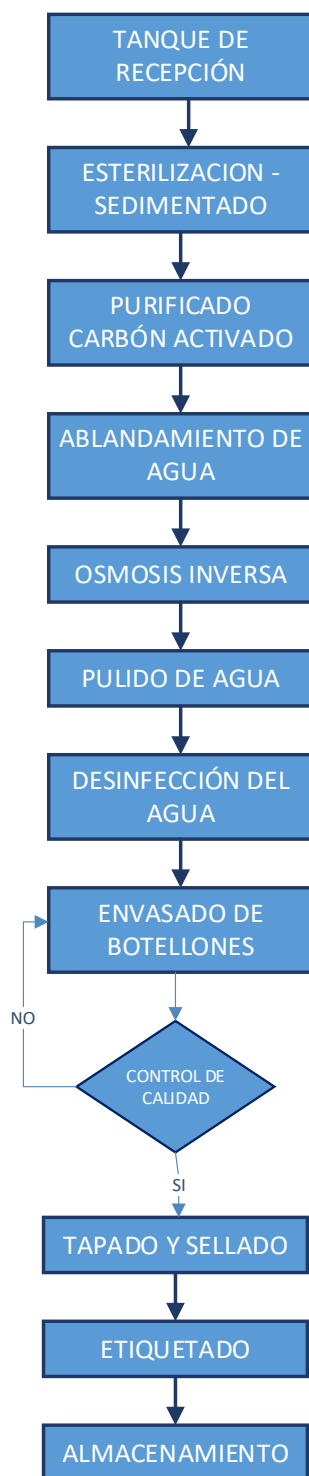 TANQUE DE
RECEPCIÓN
ESTERILIZACION -
SEDIMENTADO
PURIFICADO
CARBÓN ACTIVADO
ABLANDAMIENTO DE
AGUA
OSMOSIS INVERSA
PULIDO DE AGUA
DESINFECCIÓN DEL
AGUA
ENVASADO DE
BOTELLONES
NO
CONTROL DE
CALIDAD
SI
TAPADO Y SELLADO
ETIQUETADO
ALMACENAMIENTO